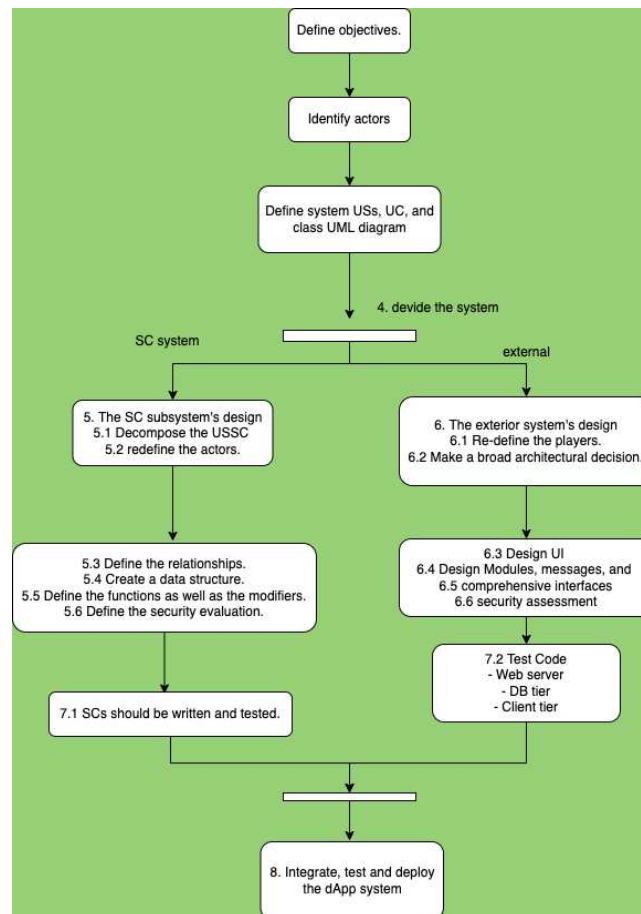 Define objectives.
Identify actors
Define system USs, UC, and
class UML diagram
4. devide the system
SC system
external
5. The SC subsystem's design
5.1 Decompose the USSC
5.2 redefine the actors.
6. The exterior system's design
6.1 Re-define the players.
6.2 Make a broad architectural decision.
5.3 Define the relationships.
5.4 Create a data structure.
5.5 Define the functions as well as the modifiers.
5.6 Define the security evaluation.
6.3 Design UI
6.4 Design Modules, messages, and
6.5 comprehensive interfaces
6.6 security assessment
7.1 SCs should be written and tested.
7.2 Test Code
- Web server
- DB tier
- Client tier
8. Integrate, test and deploy
the dApp system